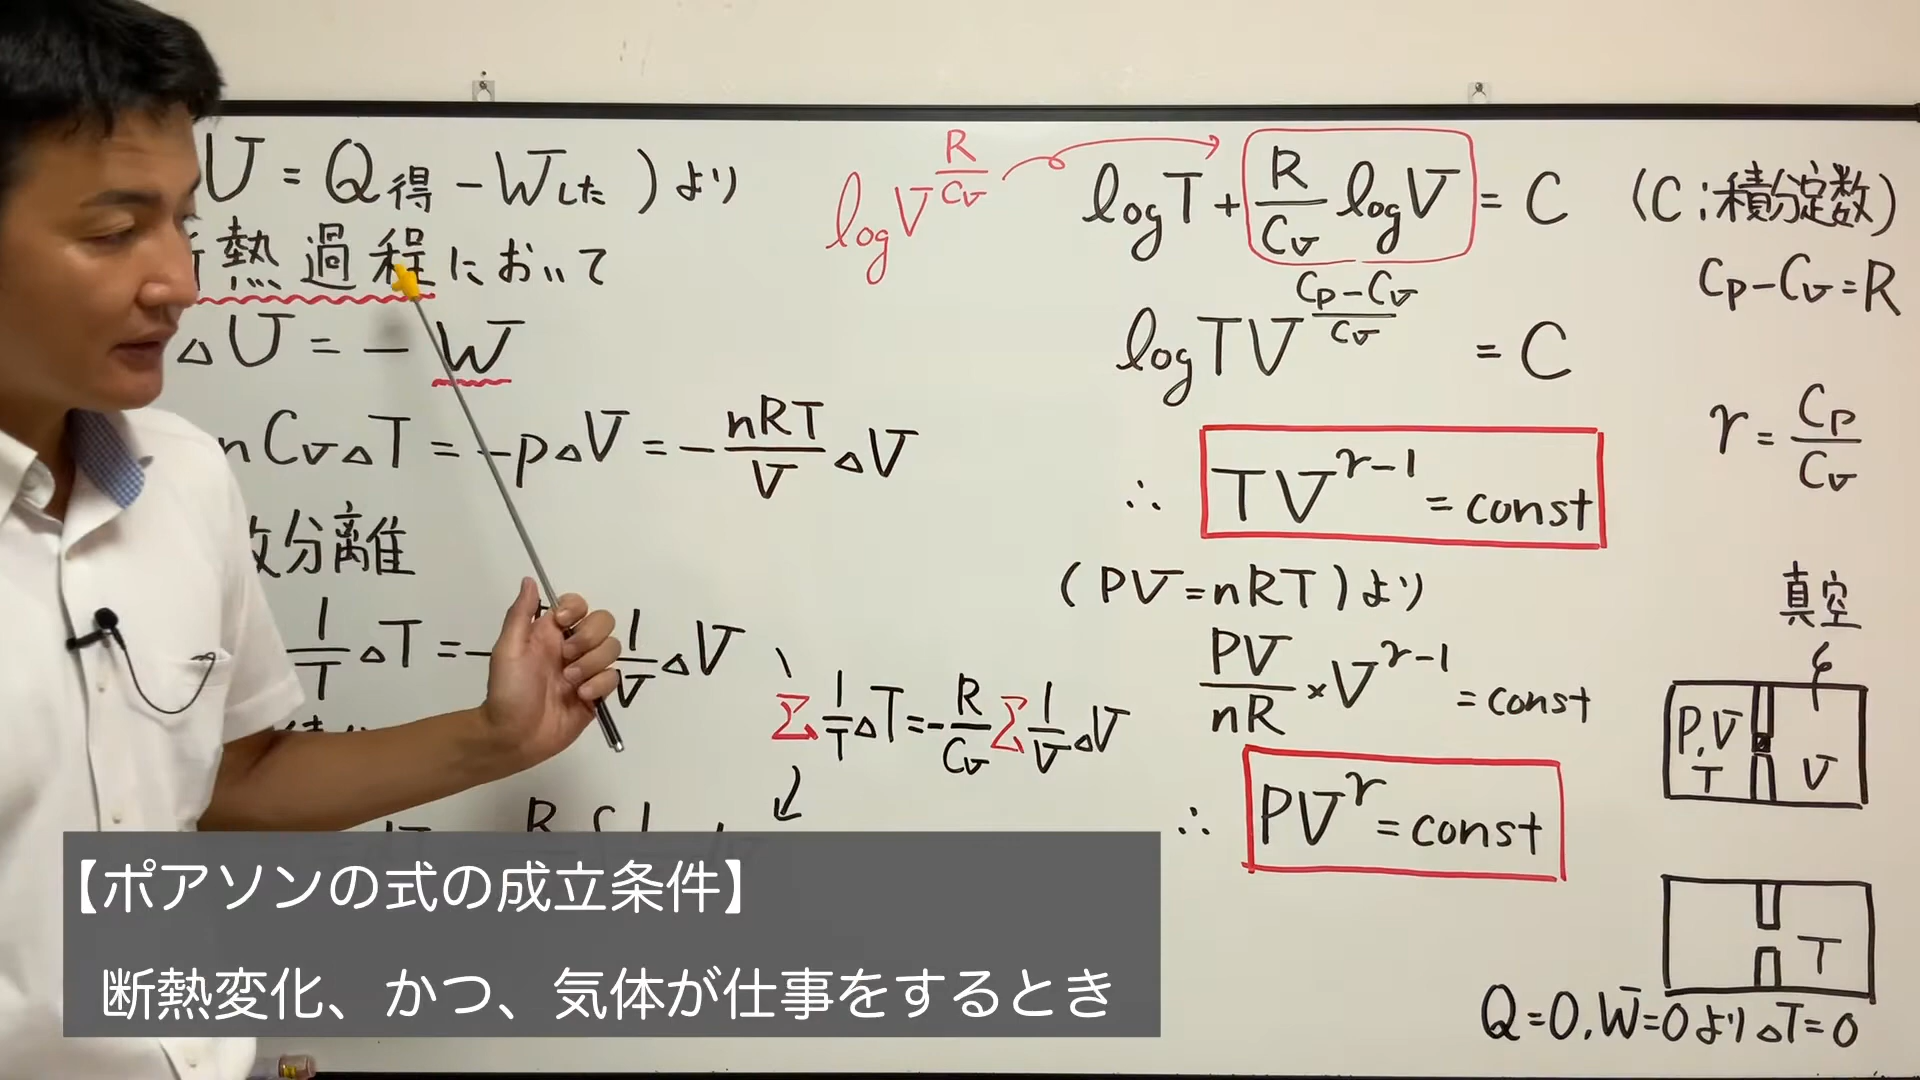 U = Q得 - Wした ) より
熱過程において
△U = -W
nCv△T = -p△V = - nRT/V △V
分離
1/T △T = - 1/V △V
Σ 1/T △T = - R/Cv Σ 1/V △V
log V^(R/Cv)
log T + R/Cv log V = C (C:積分定数)
Cp-Cv=R
log TV^((Cp-Cv)/Cv) = C
γ = Cp/Cv
∴ TV^(γ-1) = const
(PV=nRT)より
PV/nR × V^(γ-1) = const
∴ PV^γ = const
真空
P,V
T
V
T
Q=0,W=0より△T=0
【ポアソンの式の成立条件】
断熱変化、かつ、気体が仕事をするとき